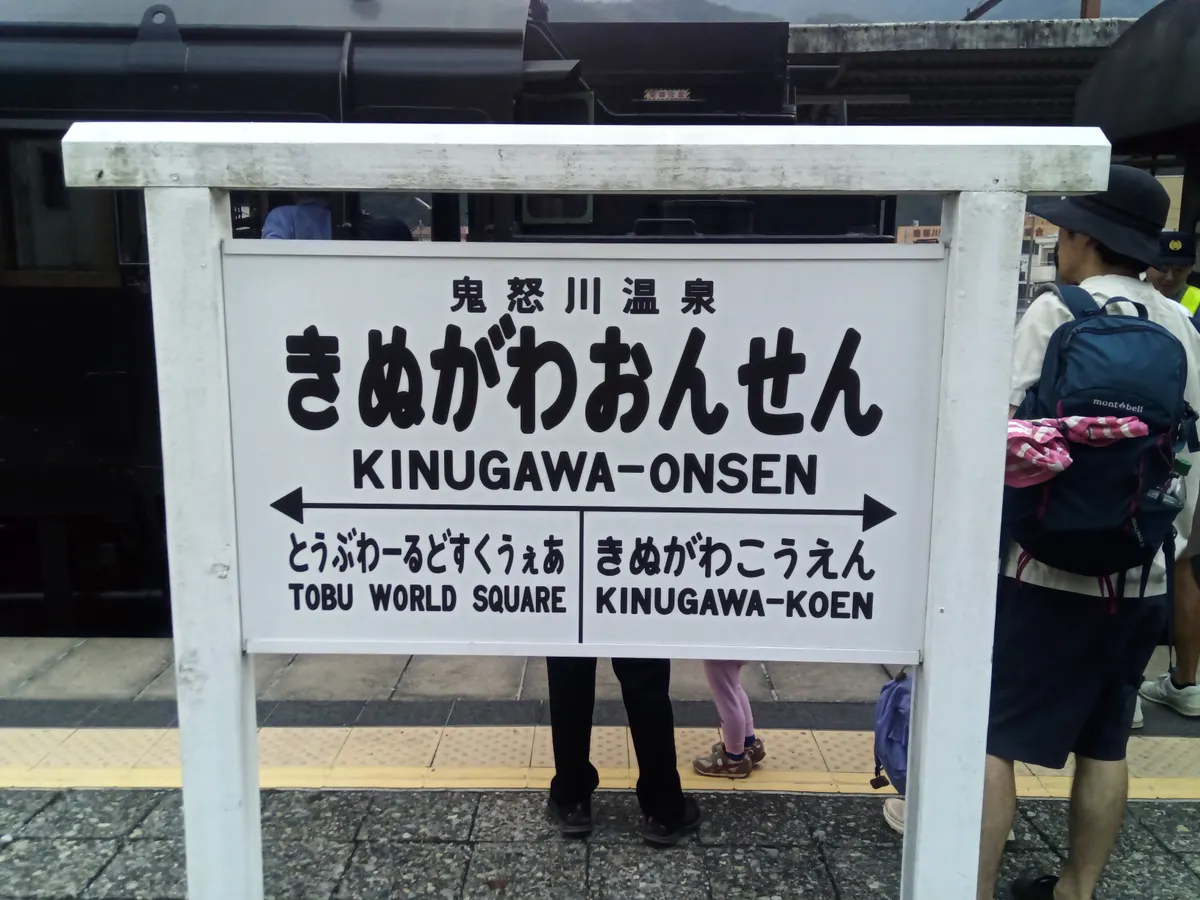 鬼怒川温泉
きぬがわおんせん
KINUGAWA-ONSEN
とうぶわーるどすくうぇあ
TOBU WORLD SQUARE
きぬがわこうえん
KINUGAWA-KOEN
mont-bell